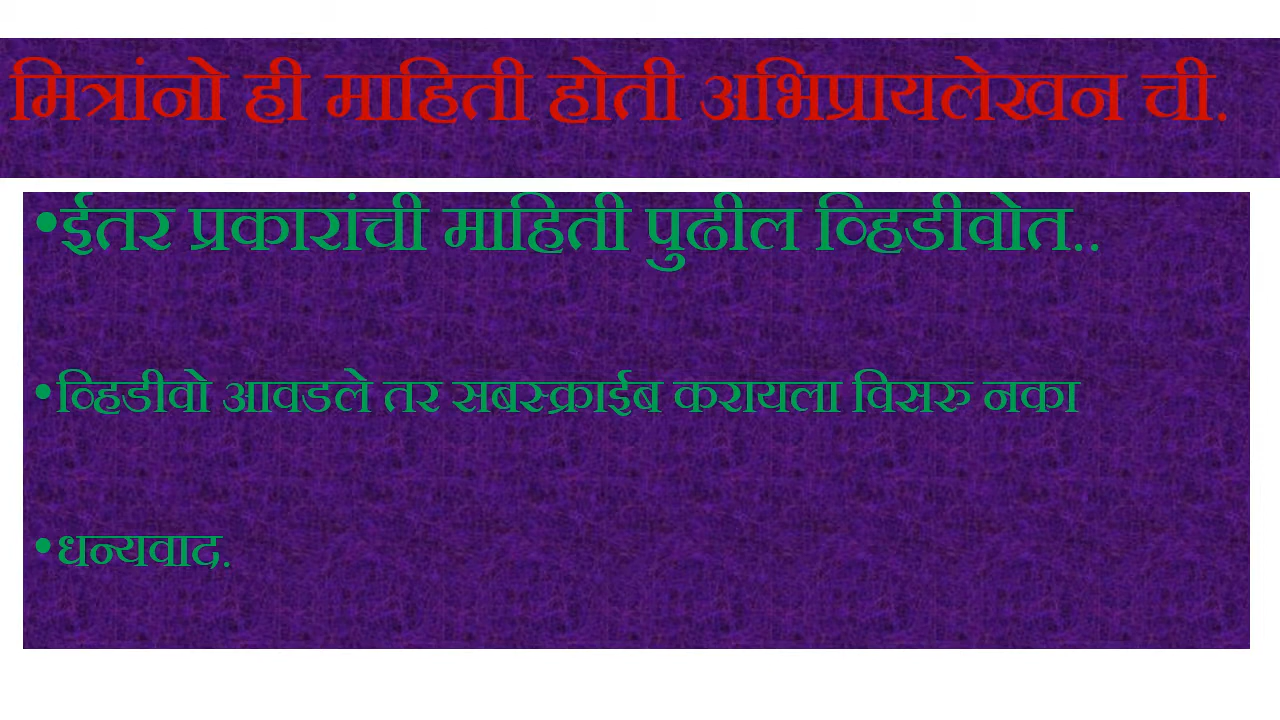 मित्रांनो ही माहिती होती अभिप्रायलेखन ची.
•ईतर प्रकारांची माहिती पुढील व्हिडीवोत..
•व्हिडीवो आवडले तर सबस्क्राईब करायला विसरु नका
•धन्यवाद.